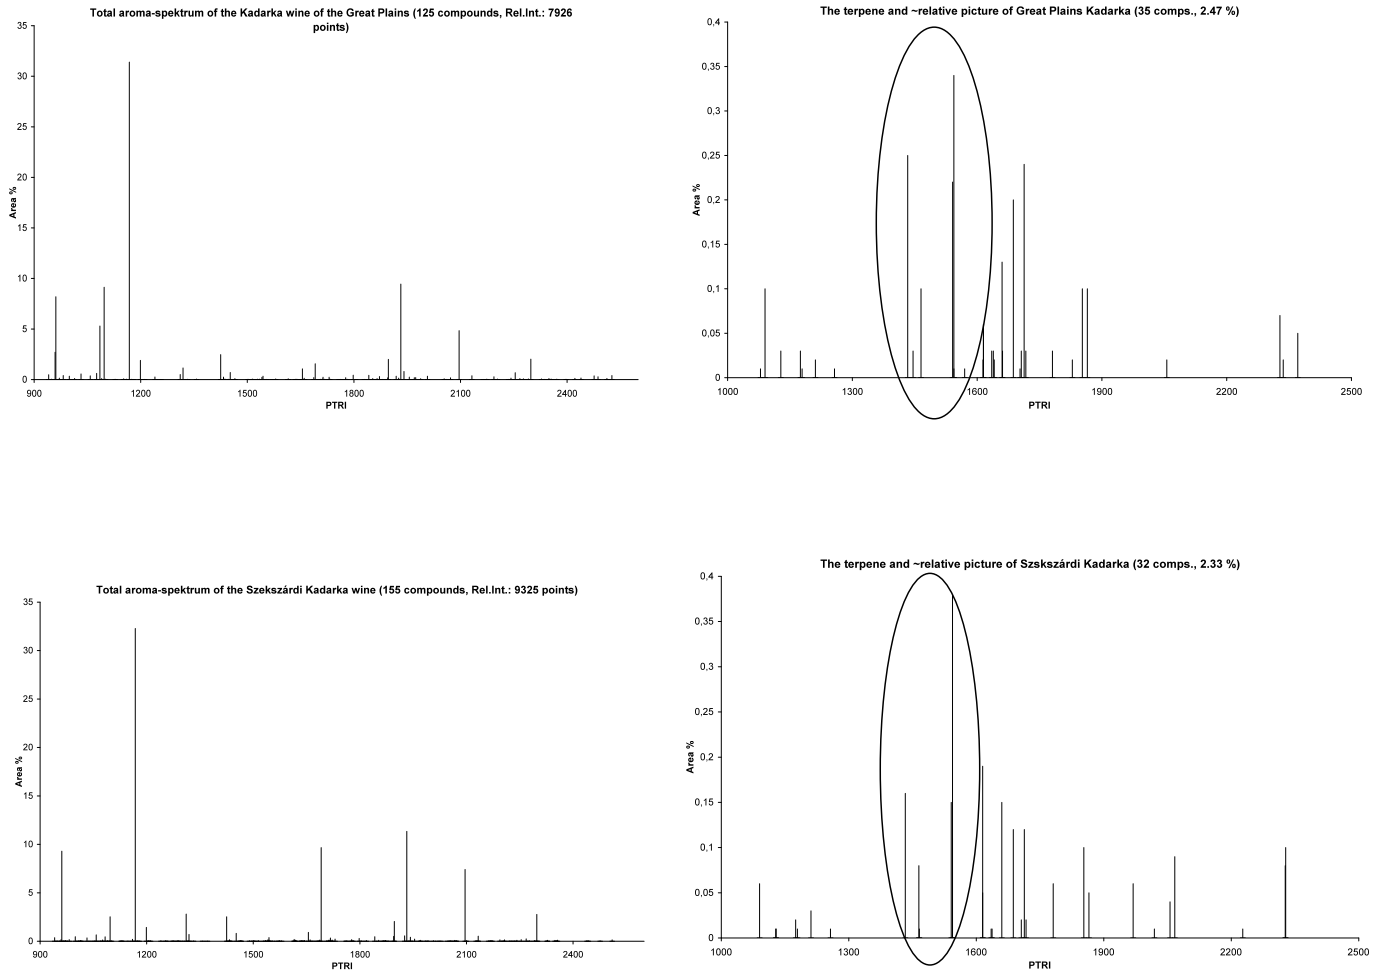 Total aroma-spektrum of the Kadarka wine of the Great Plains (125 compounds, Rel.Int.: 7926
points)
35
30
25
20
15
10
5
0
Area %
900 1200 1500 1800 2100 2400
PTRI
The terpene and ~relative picture of Great Plains Kadarka (35 comps., 2.47 %)
0,4
0,35
0,3
0,25
0,2
0,15
0,1
0,05
0
Area %
1000 1300 1600 1900 2200 2500
PTRI
Total aroma-spektrum of the Szekszárdi Kadarka wine (155 compounds, Rel.Int.: 9325 points)
35
30
25
20
15
10
5
0
Area %
900 1200 1500 1800 2100 2400
PTRI
The terpene and ~relative picture of Szskszárdi Kadarka (32 comps., 2.33 %)
0,4
0,35
0,3
0,25
0,2
0,15
0,1
0,05
0
Area %
1000 1300 1600 1900 2200 2500
PTRI